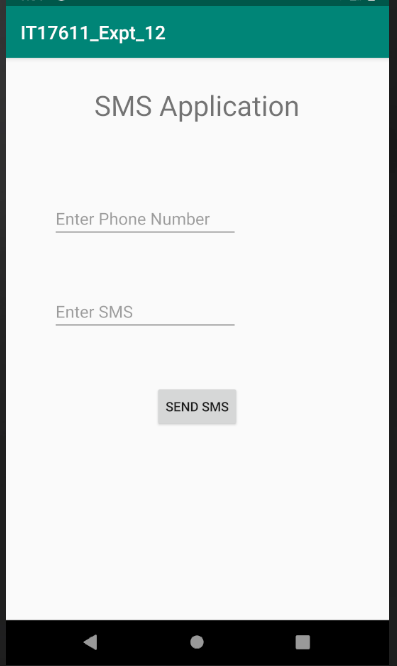 IT17611_Expt_12
SMS Application
Enter Phone Number
Enter SMS
SEND SMS